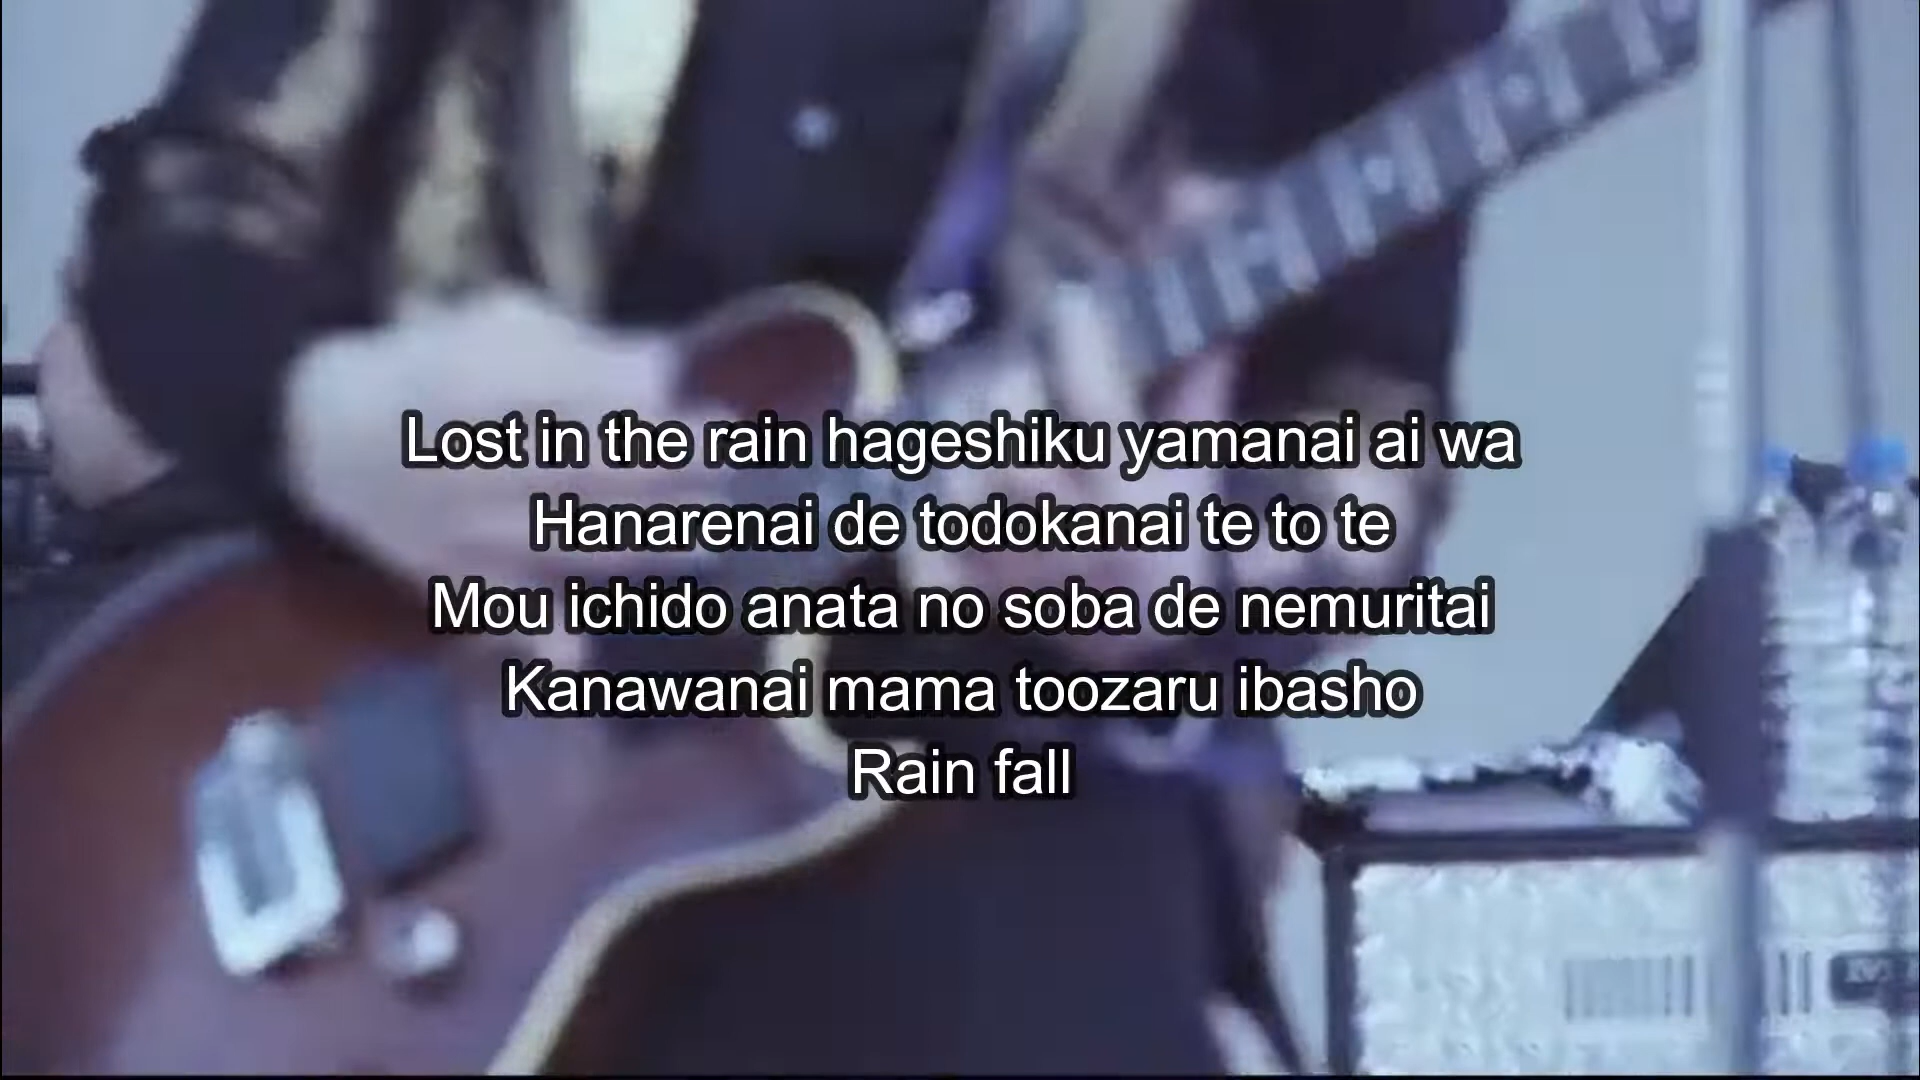 Lost in the rain hageshiku yamanai ai wa
Hanarenai de todokanai te to te
Mou ichido anata no soba de nemuritai
Kanawanai mama toozaru ibasho
Rain fall